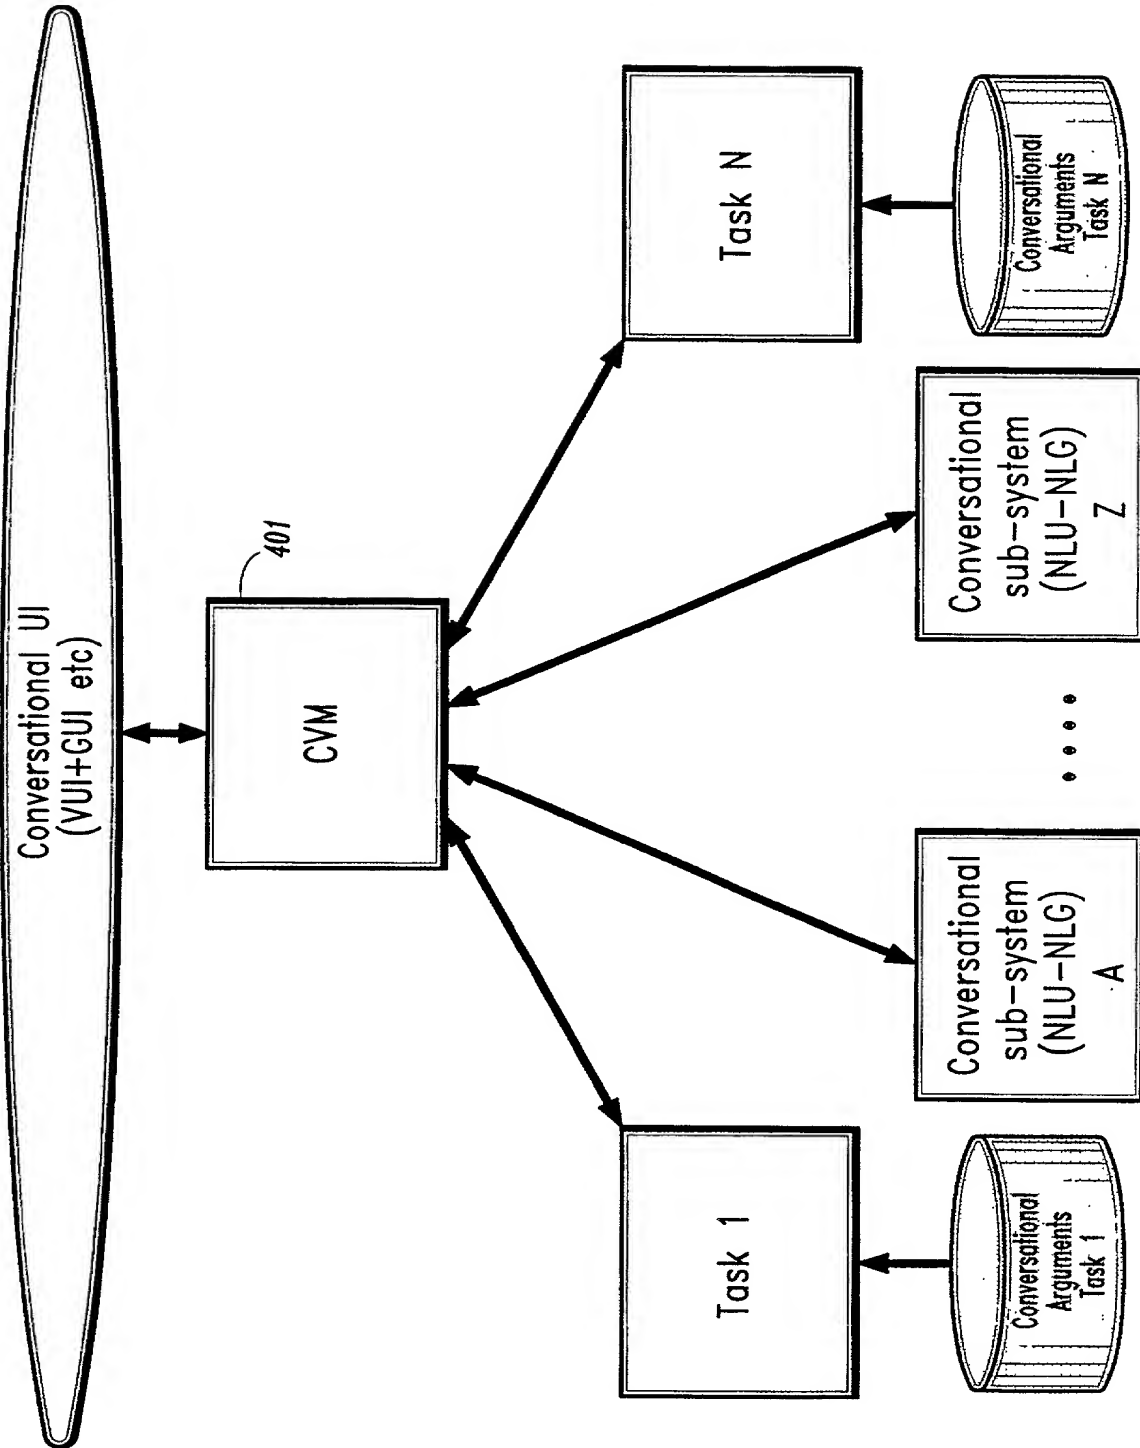 Conversational UI
(VUI+GUI etc)
401
CVM
Task 1
Task N
Conversational
Arguments
Task 1
Conversational
sub-system
(NLU-NLG)
A
Conversational
sub-system
(NLU-NLG)
Z
Conversational
Arguments
Task N